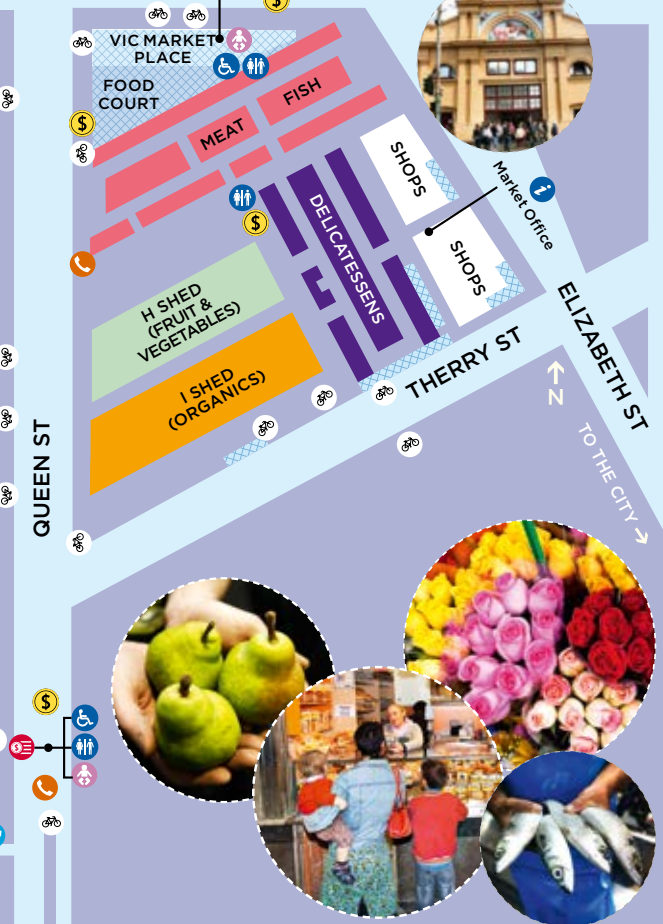 VIC MARKET
PLACE
FOOD
COURT
MEAT
FISH
SHOPS
Market Office
i
SHOPS
DELICATESSENS
$
$
$
H SHED
(FRUIT &
VEGETABLES)
I SHED
(ORGANICS)
THERRY ST
ELIZABETH ST
N
TO THE CITY →
QUEEN ST
$
$